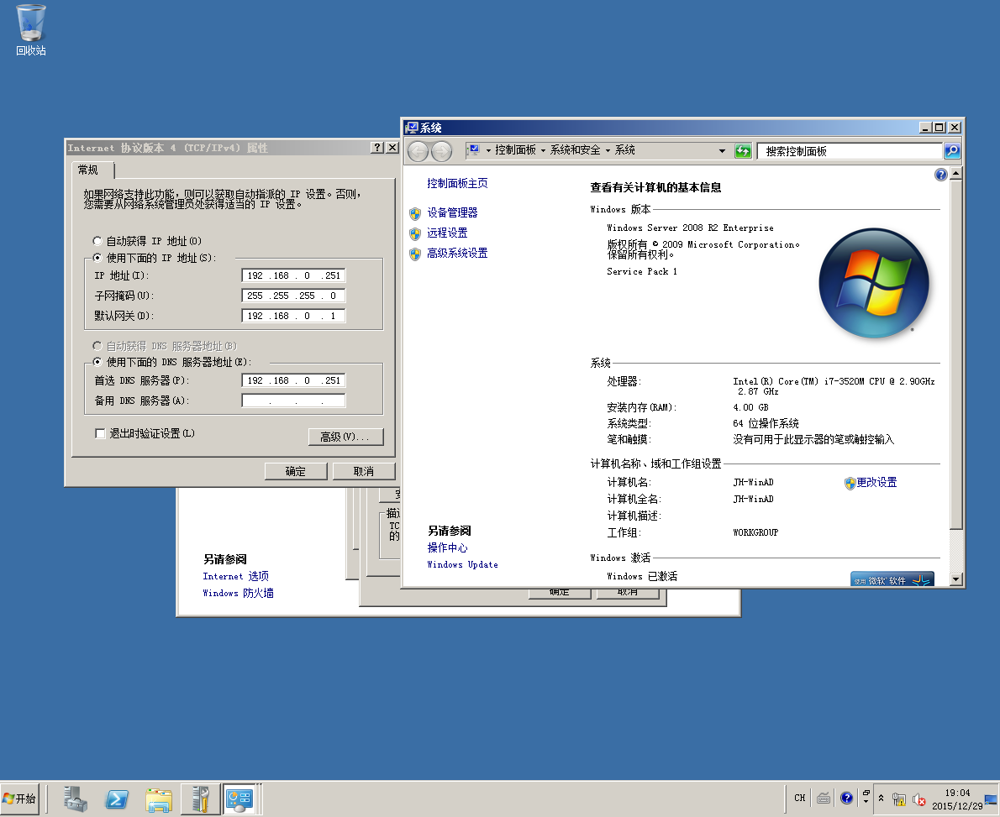 回收站
Internet 协议版本 4 (TCP/IPv4) 属性
常规
如果网络支持此功能，则可以获取自动指派的 IP 设置。否则，
您需要从网络系统管理员处获得适当的 IP 设置。
自动获得 IP 地址(O)
使用下面的 IP 地址(S):
IP 地址(I): 192 .168 . 0 .251
子网掩码(U): 255 .255 .255 . 0
默认网关(D): 192 .168 . 0 . 1
自动获得 DNS 服务器地址(B)
使用下面的 DNS 服务器地址(E):
首选 DNS 服务器(P): 192 .168 . 0 .251
备用 DNS 服务器(A): . . .
退出时验证设置(L)
高级(V)...
确定 取消
描述
TC
的
另请参阅
Internet 选项
Windows 防火墙
确定 取消
系统
控制面板 系统和安全 系统
搜索控制面板
控制面板主页
设备管理器
远程设置
高级系统设置
另请参阅
操作中心
Windows Update
查看有关计算机的基本信息
Windows 版本
Windows Server 2008 R2 Enterprise
版权所有 © 2009 Microsoft Corporation。
保留所有权利。
Service Pack 1
系统
处理器: Intel(R) Core(TM) i7-3520M CPU @ 2.90GHz
2.87 GHz
安装内存(RAM): 4.00 GB
系统类型: 64 位操作系统
笔和触摸: 没有可用于此显示器的笔或触控输入
计算机名称、域和工作组设置
计算机名: JH-WinAD 更改设置
计算机全名: JH-WinAD
计算机描述:
工作组: WORKGROUP
Windows 激活
Windows 已激活
使用 微软 软件
开始
CH
19:04
2015/12/29